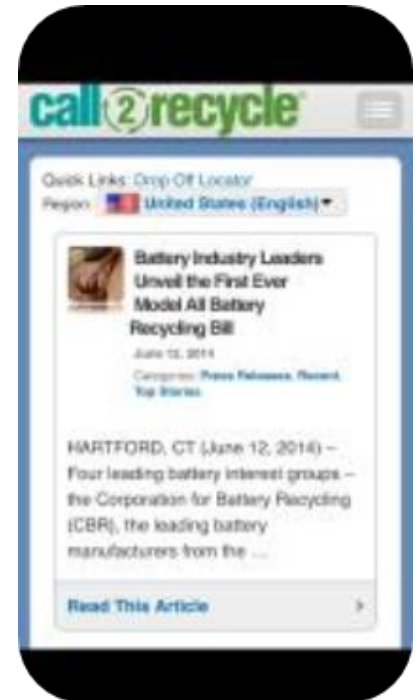 call2recycle®
Quick Links: Drop Off Locator
Region: United States (English)
Battery Industry Leaders
Unveil the First Ever
Model All Battery
Recycling Bill
June 12, 2014
Categories: Press Releases, Recent,
Top Stories
HARTFORD, CT (June 12, 2014) –
Four leading battery interest groups –
the Corporation for Battery Recycling
(CBR), the leading battery
manufacturers from the ...
Read This Article